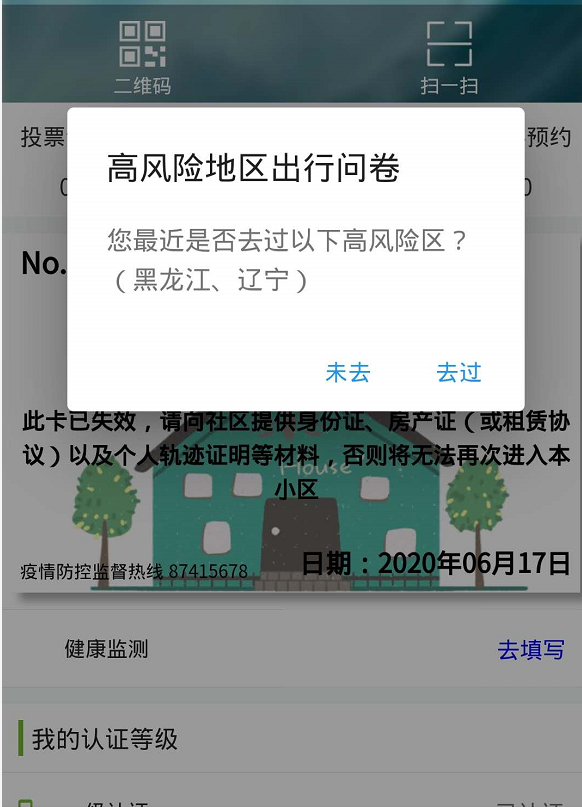 二维码 扫一扫
投票 预约
0 0
高风险地区出行问卷
您最近是否去过以下高风险区？
（黑龙江、辽宁）
未去 去过
No.
此卡已失效，请向社区提供身份证、房产证（或租赁协
议）以及个人轨迹证明等材料，否则将无法再次进入本
小区
House
疫情防控监督热线 87415678 日期：2020年06月17日
健康监测 去填写
我的认证等级